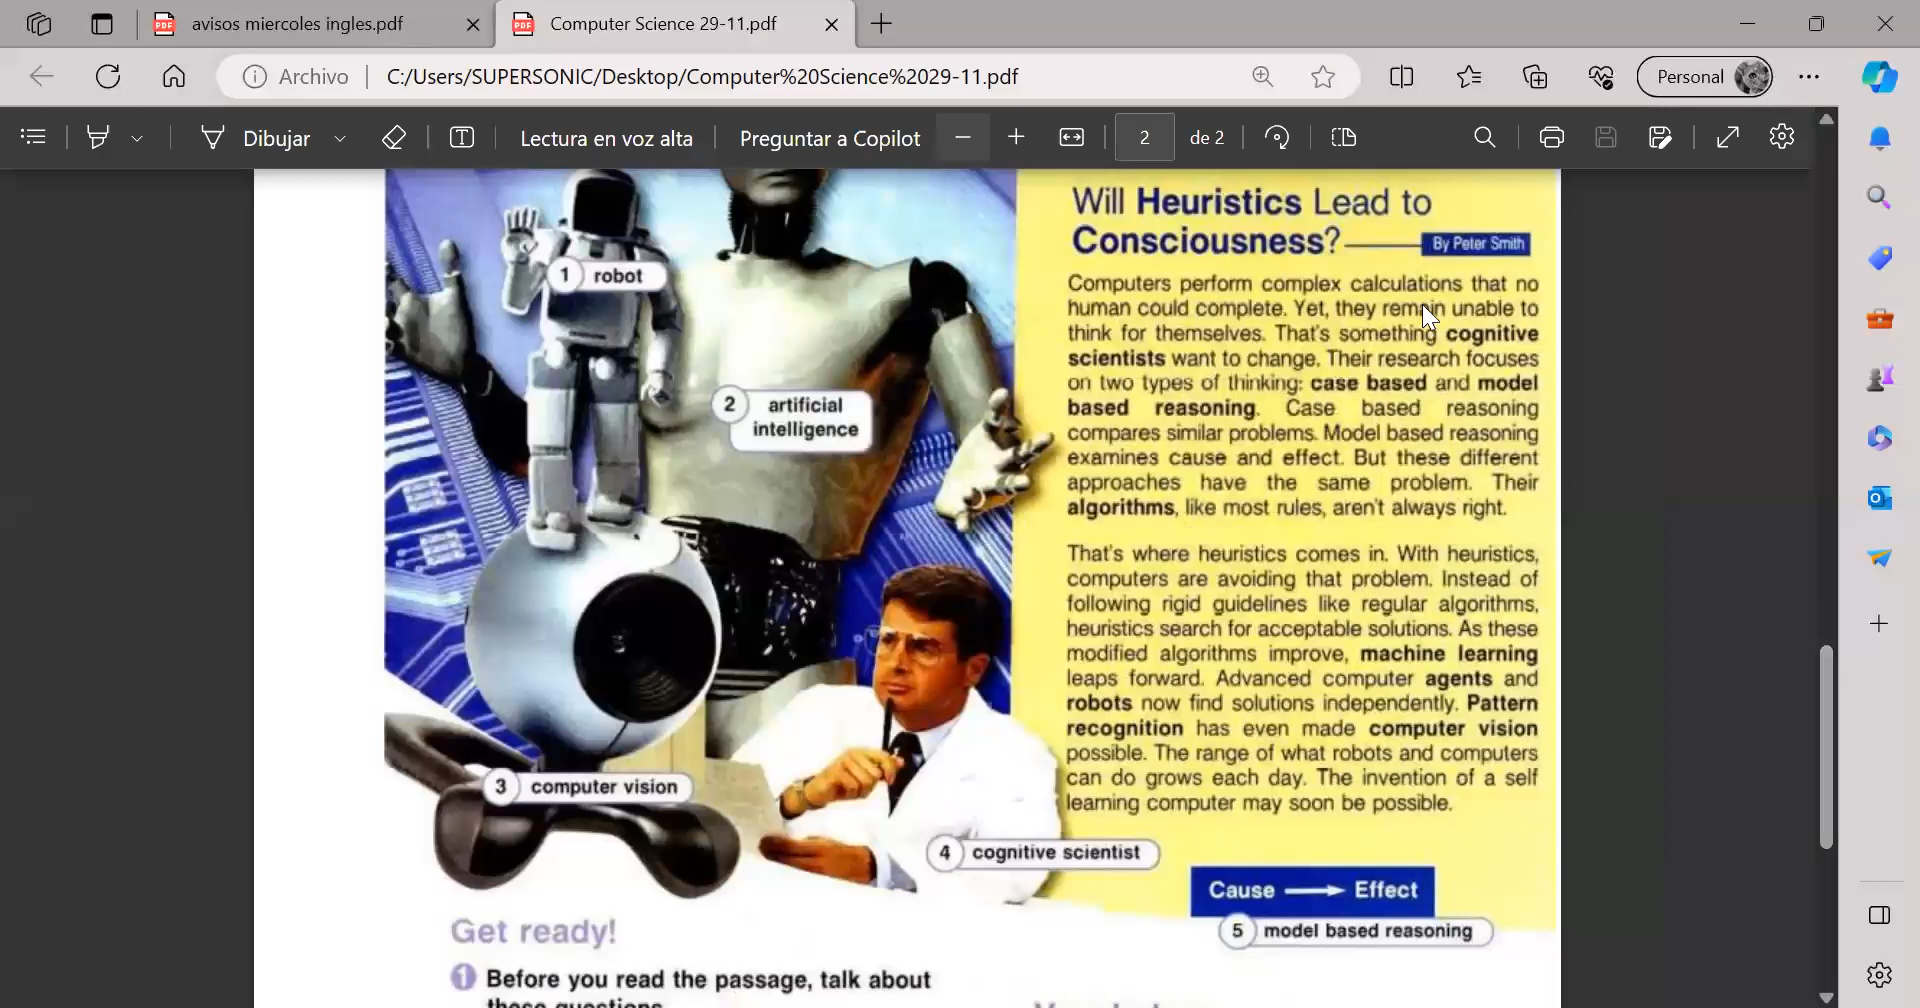 avisos miercoles ingles.pdf
Computer Science 29-11.pdf
Archivo
C:/Users/SUPERSONIC/Desktop/Computer%20Science%2029-11.pdf
Personal
Dibujar
Lectura en voz alta
Preguntar a Copilot
2
de 2
1 robot
2 artificial
intelligence
3 computer vision
4 cognitive scientist
Will Heuristics Lead to
Consciousness?
By Peter Smith
Computers perform complex calculations that no
human could complete. Yet, they remain unable to
think for themselves. That's something cognitive
scientists want to change. Their research focuses
on two types of thinking: case based and model
based reasoning. Case based reasoning
compares similar problems. Model based reasoning
examines cause and effect. But these different
approaches have the same problem. Their
algorithms, like most rules, aren't always right.
That's where heuristics comes in. With heuristics,
computers are avoiding that problem. Instead of
following rigid guidelines like regular algorithms,
heuristics search for acceptable solutions. As these
modified algorithms improve, machine learning
leaps forward. Advanced computer agents and
robots now find solutions independently. Pattern
recognition has even made computer vision
possible. The range of what robots and computers
can do grows each day. The invention of a self
learning computer may soon be possible.
Cause → Effect
5 model based reasoning
Get ready!
1 Before you read the passage, talk about
these questions